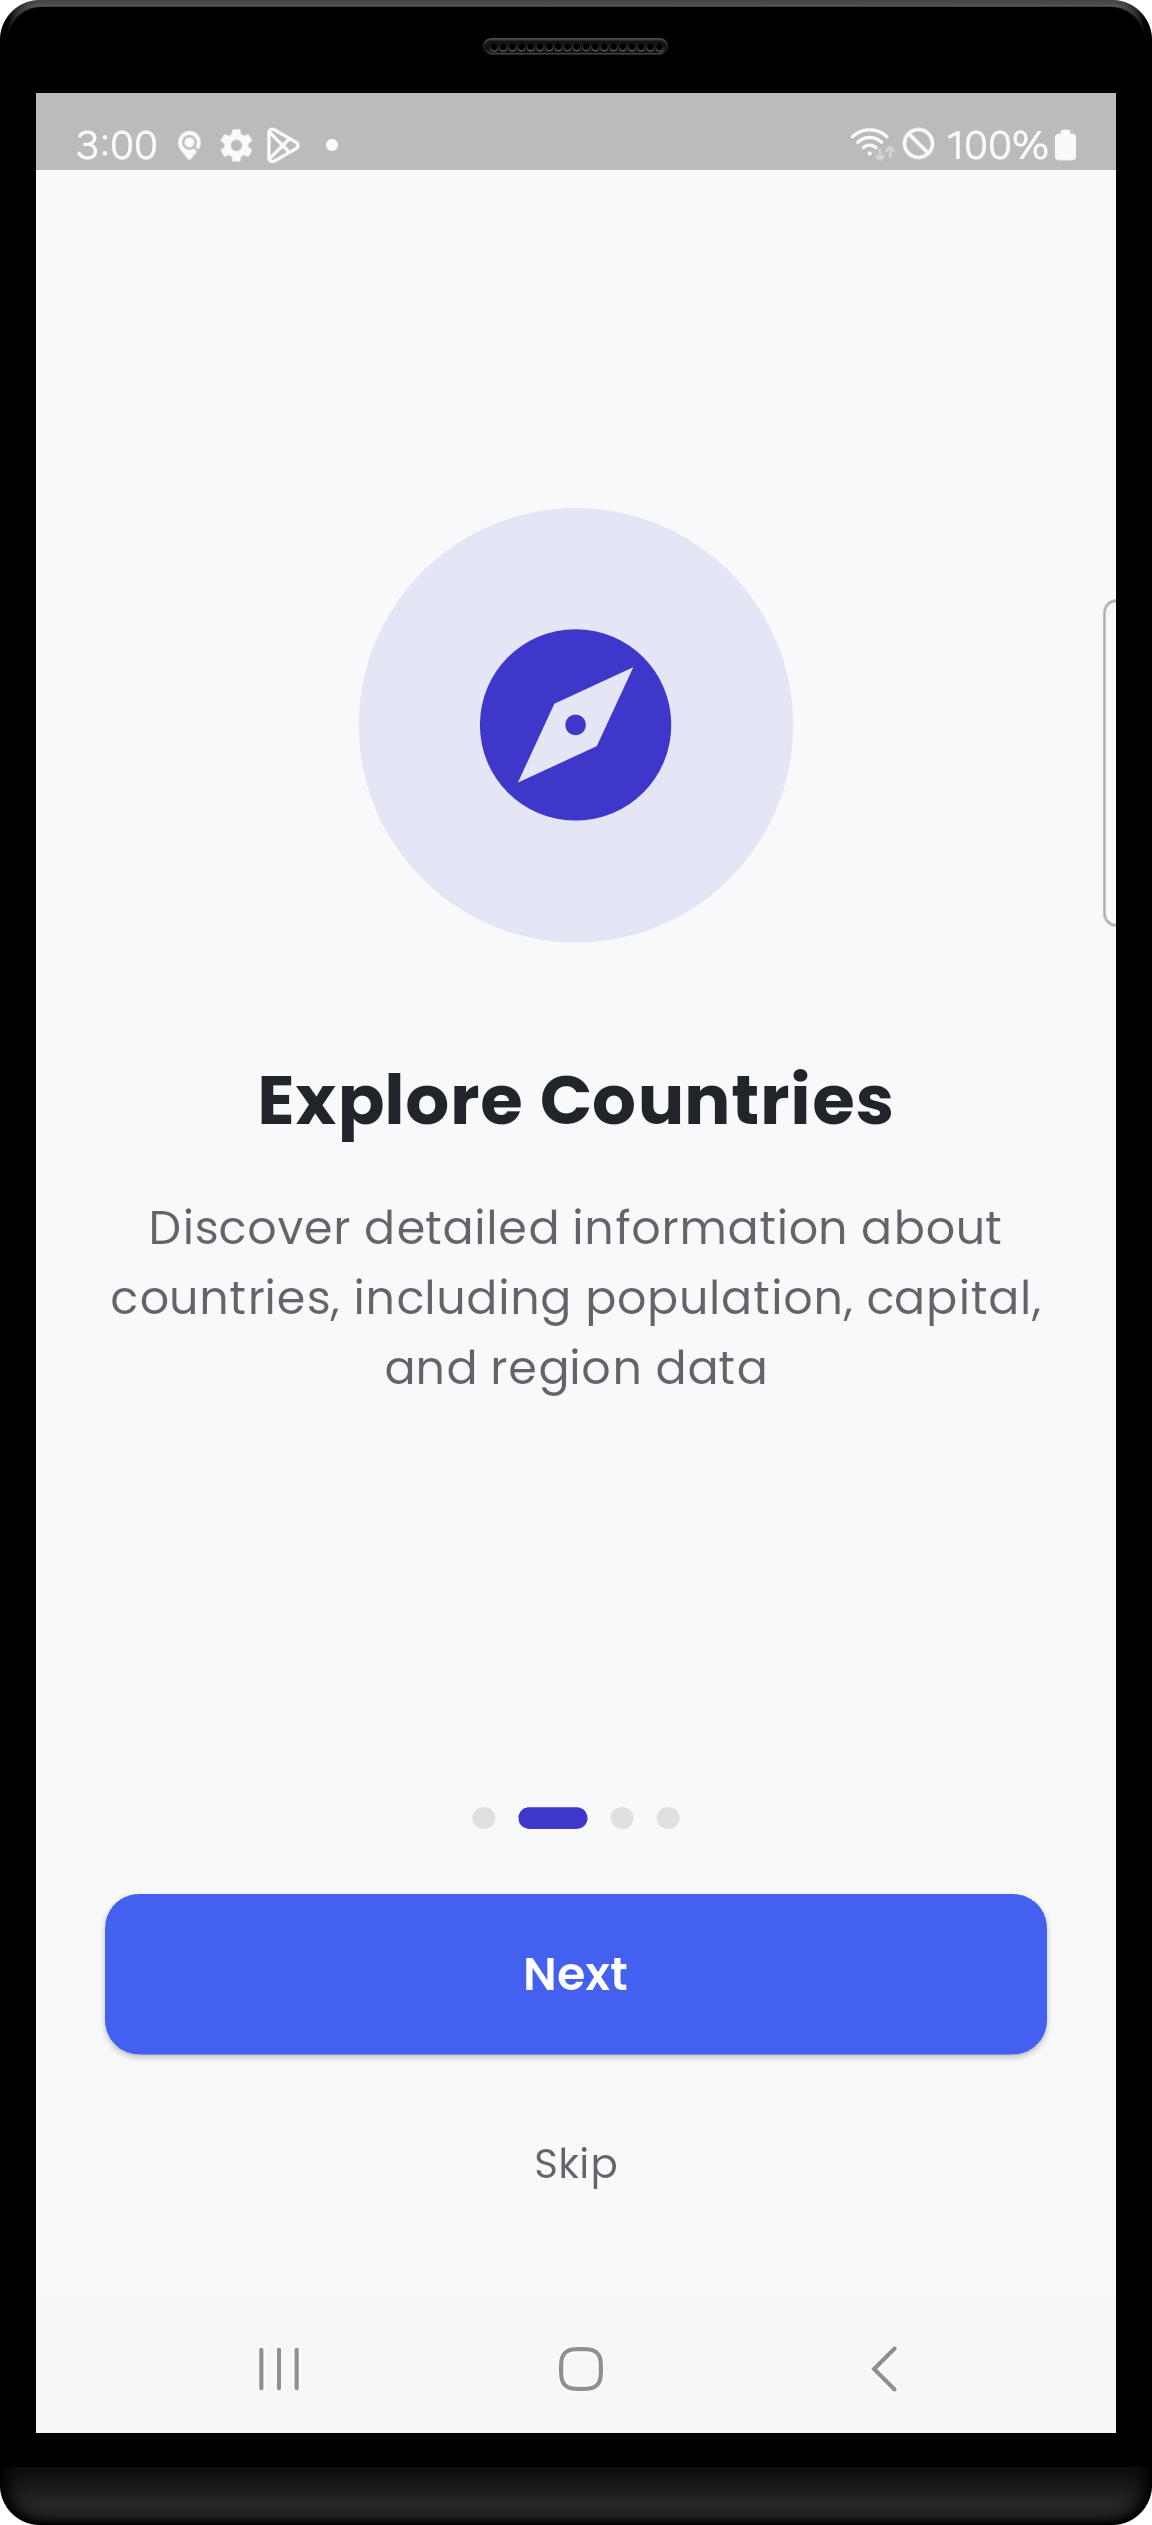 3:00 100%
Explore Countries
Discover detailed information about
countries, including population, capital,
and region data
Next
Skip